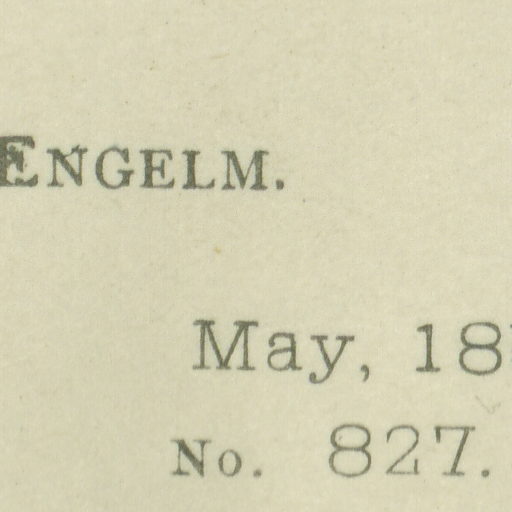 ENGELM.
May, 18
No. 827.